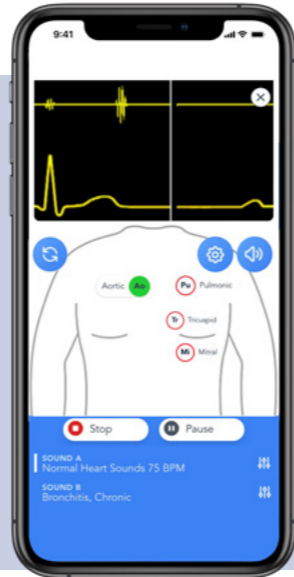 9:41
Aortic Ao
Pu Pulmonic
Tr Tricuspid
Mi Mitral
Stop Pause
SOUND A
Normal Heart Sounds 75 BPM
SOUND B
Bronchitis, Chronic